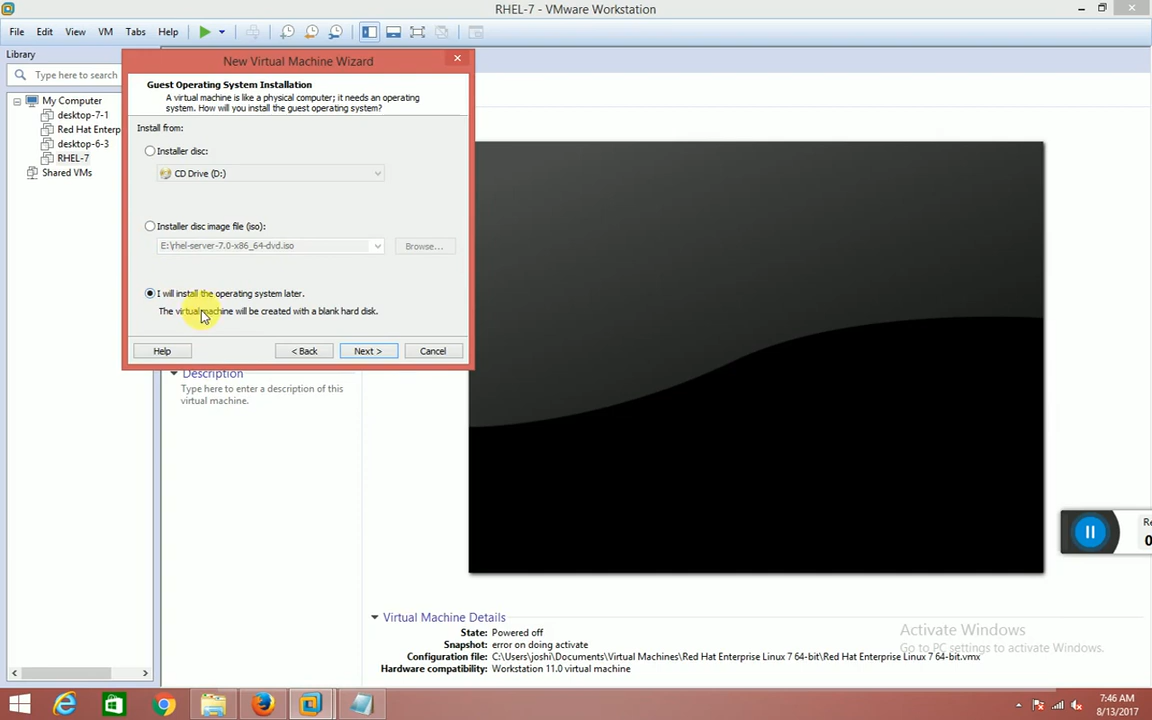 RHEL-7 - VMware Workstation
File Edit View VM Tabs Help
Library
Type here to search
My Computer
desktop-7-1
Red Hat Enterp
desktop-6-3
RHEL-7
Shared VMs
New Virtual Machine Wizard
Guest Operating System Installation
A virtual machine is like a physical computer; it needs an operating
system. How will you install the guest operating system?
Install from:
Installer disc:
CD Drive (D:)
Installer disc image file (iso):
E:\rhel-server-7.0-x86_64-dvd.iso
Browse...
I will install the operating system later.
The virtual machine will be created with a blank hard disk.
Help < Back Next > Cancel
Description
Type here to enter a description of this
virtual machine.
Re
0
Virtual Machine Details
State: Powered off
Snapshot: error on doing activate
Configuration file: C:\Users\joshi\Documents\Virtual Machines\Red Hat Enterprise Linux 7 64-bit\Red Hat Enterprise Linux 7 64-bit.vmx
Hardware compatibility: Workstation 11.0 virtual machine
Activate Windows
Go to PC settings to activate Windows.
7:46 AM
8/13/2017